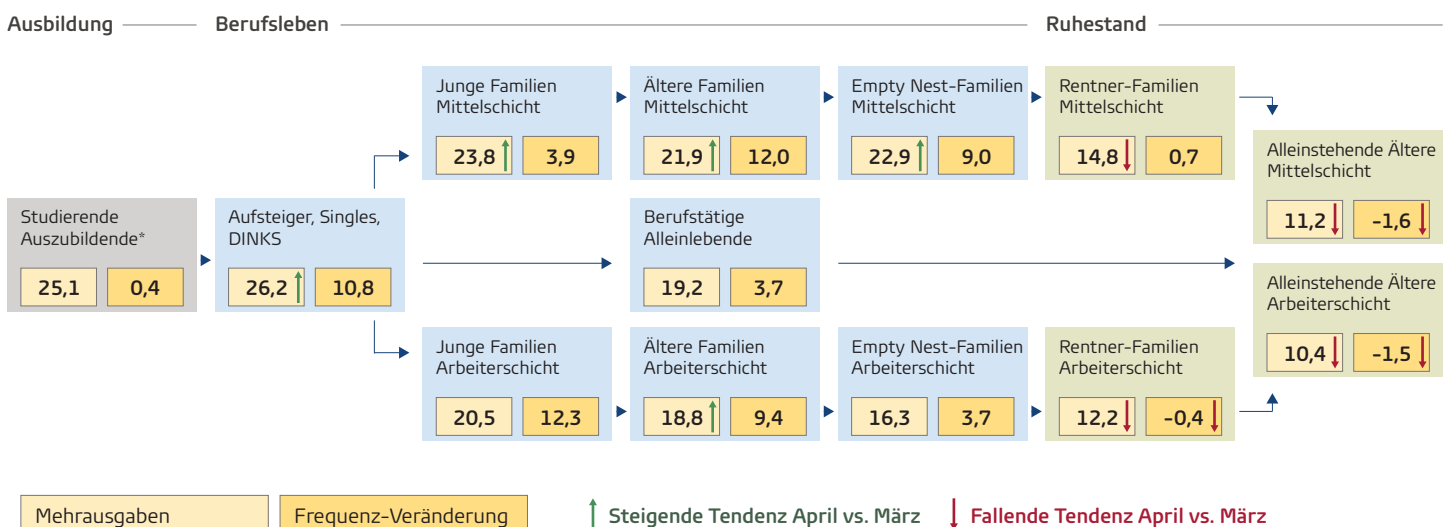 Ausbildung
Berufsleben
Ruhestand
Junge Familien
Mittelschicht
23,8
3,9
Ältere Familien
Mittelschicht
21,9
12,0
Empty Nest-Familien
Mittelschicht
22,9
9,0
Rentner-Familien
Mittelschicht
14,8
0,7
Alleinstehende Ältere
Mittelschicht
11,2
-1,6
Studierende
Auszubildende*
25,1
0,4
Aufsteiger, Singles,
DINKS
26,2
10,8
Berufstätige
Alleinlebende
19,2
3,7
Alleinstehende Ältere
Arbeiterschicht
10,4
-1,5
Junge Familien
Arbeiterschicht
20,5
12,3
Ältere Familien
Arbeiterschicht
18,8
9,4
Empty Nest-Familien
Arbeiterschicht
16,3
3,7
Rentner-Familien
Arbeiterschicht
12,2
-0,4
Mehrausgaben
Frequenz-Veränderung
Steigende Tendenz April vs. März
Fallende Tendenz April vs. März